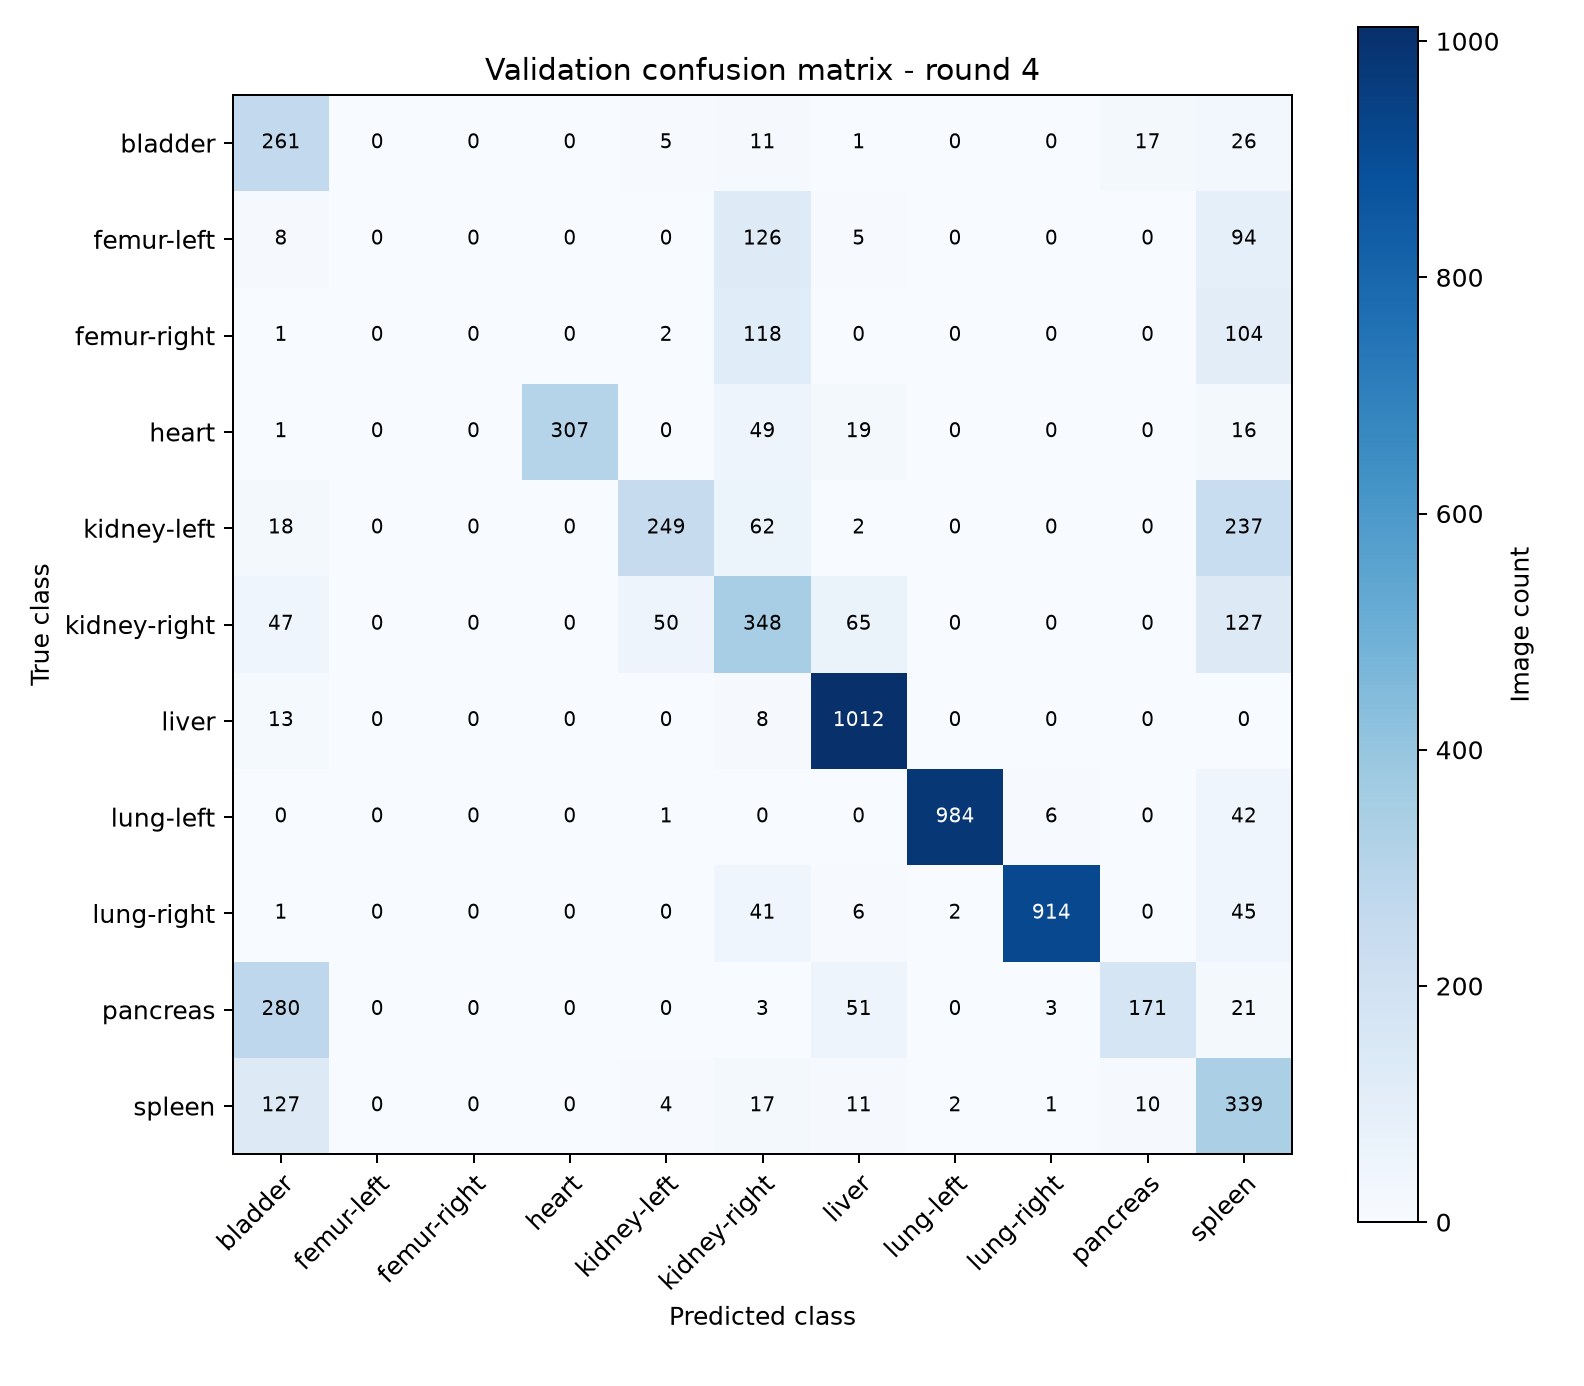 Validation confusion matrix - round 4
True class
bladder 261 0 0 0 5 11 1 0 0 17 26
femur-left 8 0 0 0 0 126 5 0 0 0 94
femur-right 1 0 0 0 2 118 0 0 0 0 104
heart 1 0 0 307 0 49 19 0 0 0 16
kidney-left 18 0 0 0 249 62 2 0 0 0 237
kidney-right 47 0 0 0 50 348 65 0 0 0 127
liver 13 0 0 0 0 8 1012 0 0 0 0
lung-left 0 0 0 0 1 0 0 984 6 0 42
lung-right 1 0 0 0 0 41 6 2 914 0 45
pancreas 280 0 0 0 0 3 51 0 3 171 21
spleen 127 0 0 0 4 17 11 2 1 10 339
bladder femur-left femur-right heart kidney-left kidney-right liver lung-left lung-right pancreas spleen
Predicted class
1000
800
600
400
200
0
Image count